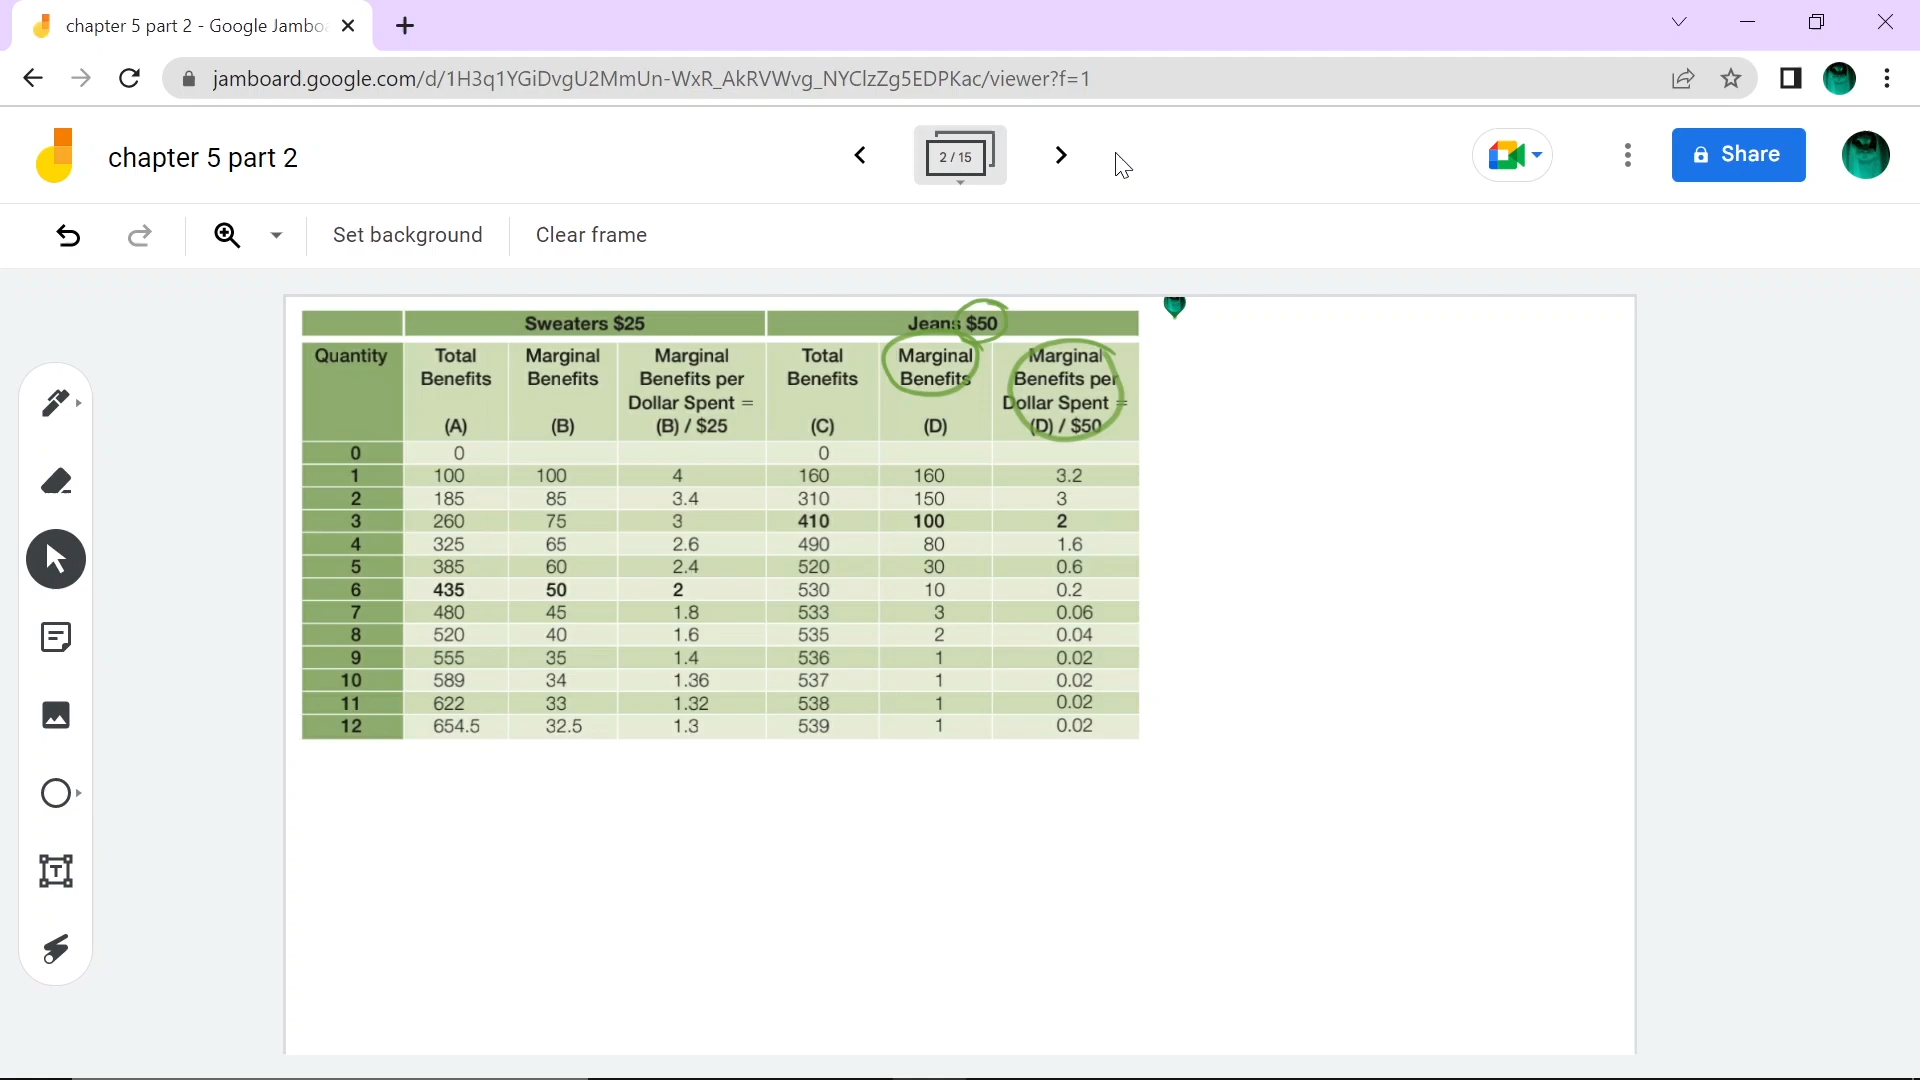 chapter 5 part 2 - Google Jambo
jamboard.google.com/d/1H3q1YGiDvgU2MmUn-WxR_AkRVWvg_NYClzZg5EDPKac/viewer?f=1
chapter 5 part 2
2 / 15
Share
Set background
Clear frame
Sweaters $25 Jeans $50
Quantity Total Benefits (A) Marginal Benefits (B) Marginal Benefits per Dollar Spent = (B) / $25 Total Benefits (C) Marginal Benefits (D) Marginal Benefits per Dollar Spent = (D) / $50
0 0 0
1 100 100 4 160 160 3.2
2 185 85 3.4 310 150 3
3 260 75 3 410 100 2
4 325 65 2.6 490 80 1.6
5 385 60 2.4 520 30 0.6
6 435 50 2 530 10 0.2
7 480 45 1.8 533 3 0.06
8 520 40 1.6 535 2 0.04
9 555 35 1.4 536 1 0.02
10 589 34 1.36 537 1 0.02
11 622 33 1.32 538 1 0.02
12 654.5 32.5 1.3 539 1 0.02